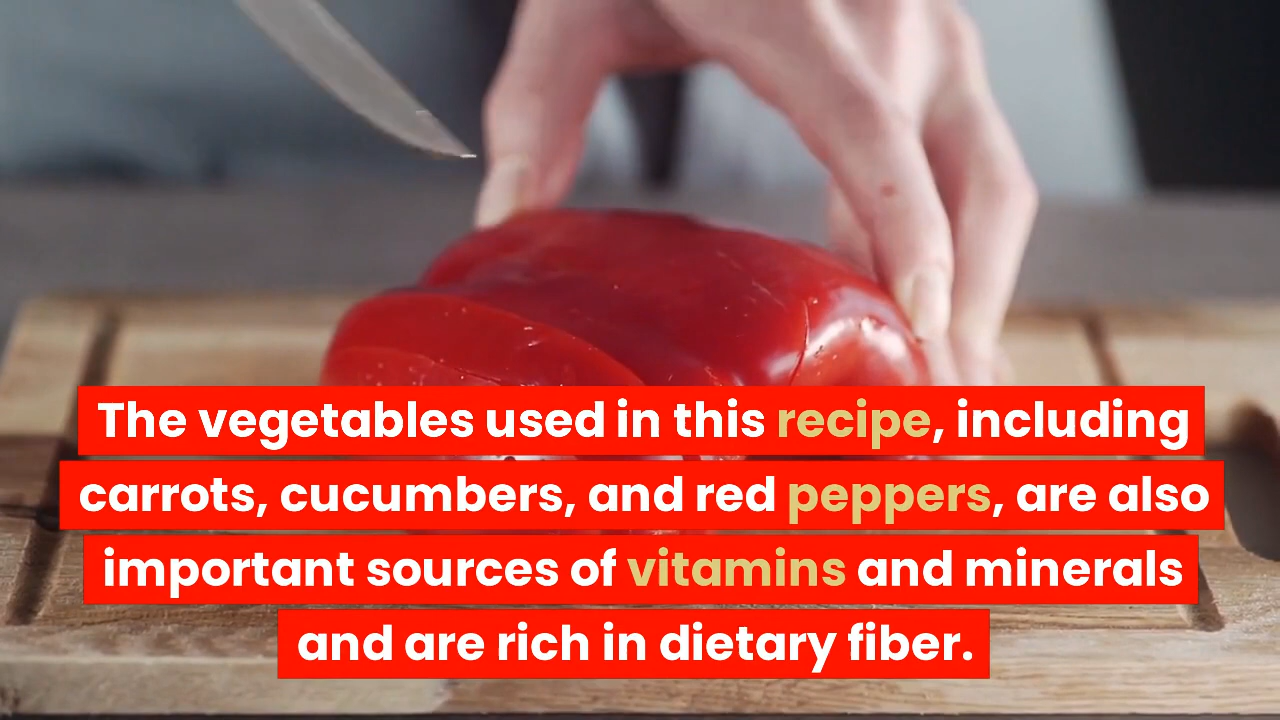 The vegetables used in this recipe, including
carrots, cucumbers, and red peppers, are also
important sources of vitamins and minerals
and are rich in dietary fiber.